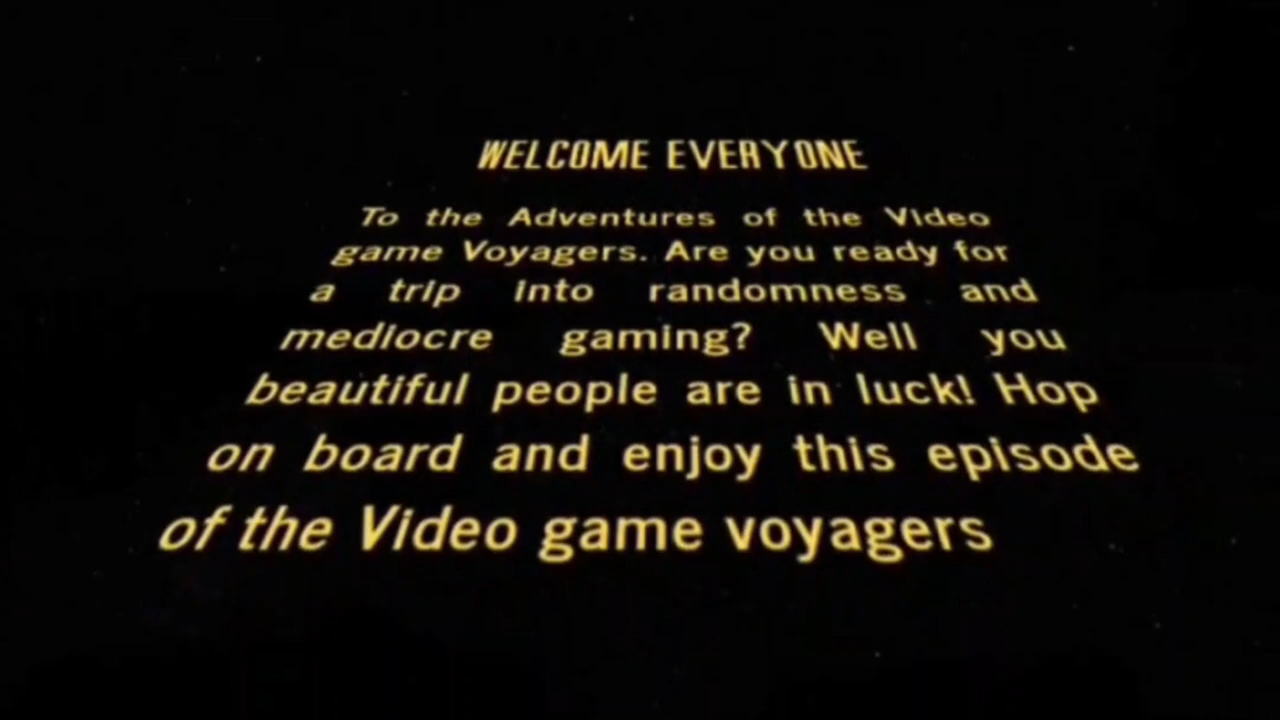 WELCOME EVERYONE
To the Adventures of the Video
game Voyagers. Are you ready for
a trip into randomness and
mediocre gaming? Well you
beautiful people are in luck! Hop
on board and enjoy this episode
of the Video game voyagers